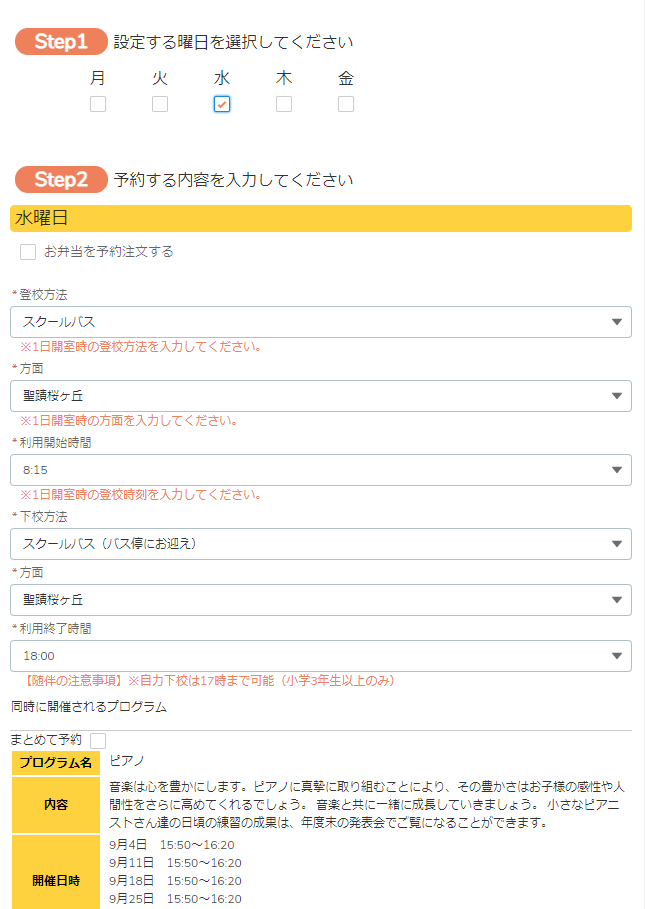 Step1 設定する曜日を選択してください
月 火 水 木 金
Step2 予約する内容を入力してください
水曜日
お弁当を予約注文する
*登校方法
スクールバス
※1日開室時の登校方法を入力してください。
*方面
聖蹟桜ヶ丘
※1日開室時の方面を入力してください。
*利用開始時間
8:15
※1日開室時の登校時刻を入力してください。
*下校方法
スクールバス（バス停にお迎え）
*方面
聖蹟桜ヶ丘
*利用終了時間
18:00
【随伴の注意事項】※自力下校は17時まで可能（小学3年生以上のみ）
同時に開催されるプログラム
まとめて予約
プログラム名 ピアノ
内容
音楽は心を豊かにします。ピアノに真摯に取り組むことにより、その豊かさはお子様の感性や人
間性をさらに高めてくれるでしょう。 音楽と共に一緒に成長していきましょう。 小さなピアニ
ストさん達の日頃の練習の成果は、年度末の発表会でご覧になることができます。
開催日時
9月4日 15:50～16:20
9月11日 15:50～16:20
9月18日 15:50～16:20
9月25日 15:50～16:20